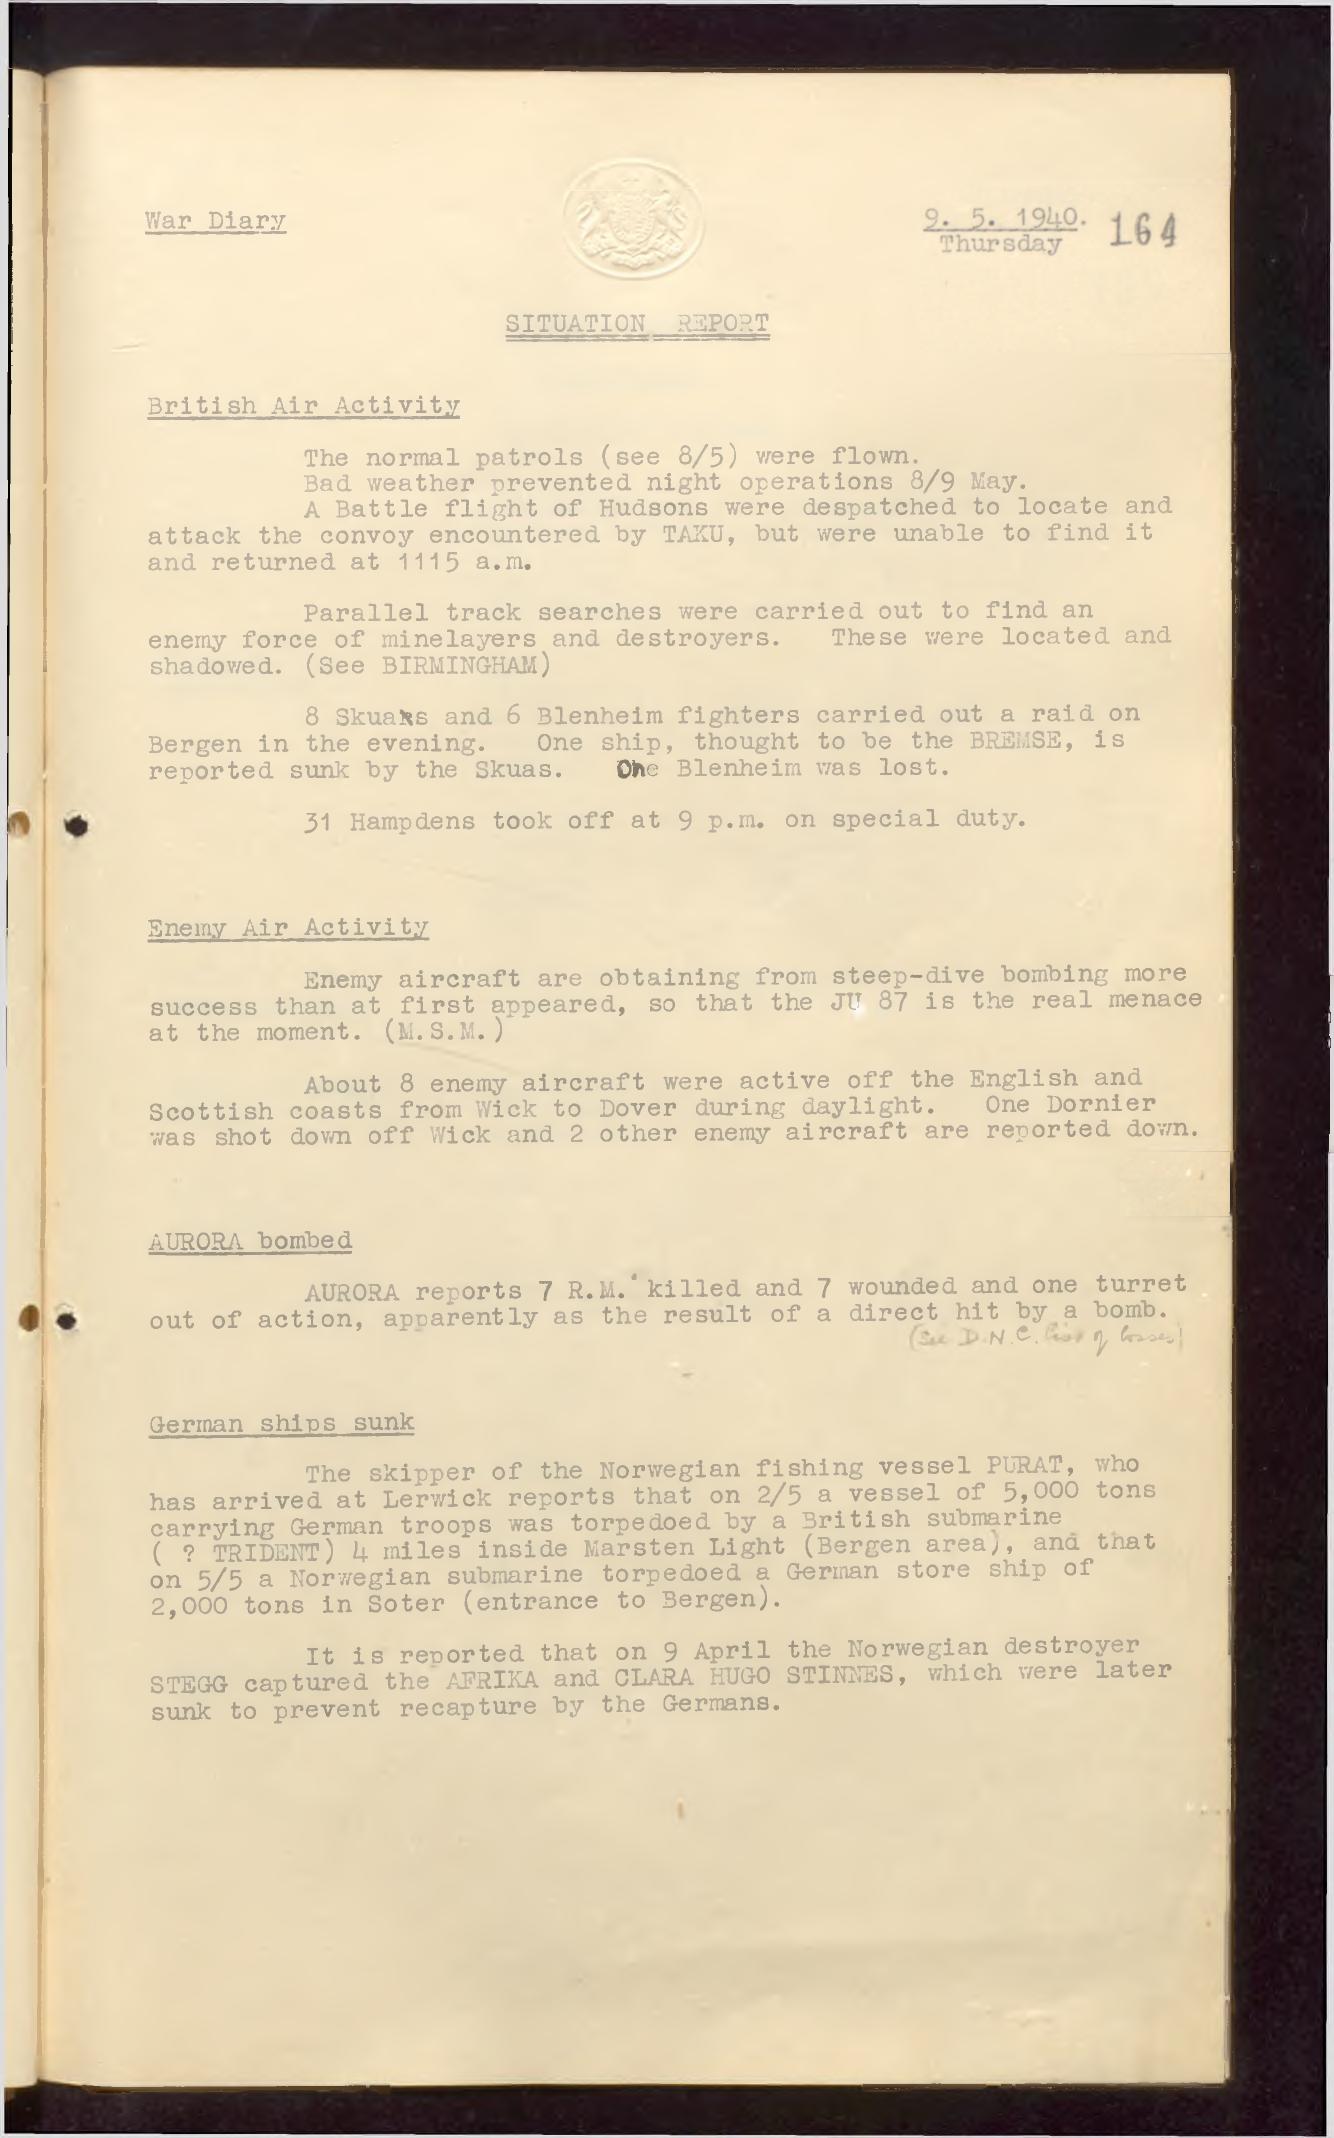 War Diary
9. 5. 1940.
Thursday
164
SITUATION REPORT
British Air Activity
The normal patrols (see 8/5) were flown.
Bad weather prevented night operations 8/9 May.
A Battle flight of Hudsons were despatched to locate and
attack the convoy encountered by TAKU, but were unable to find it
and returned at 1115 a.m.
Parallel track searches were carried out to find an
enemy force of minelayers and destroyers. These were located and
shadowed. (See BIRMINGHAM)
8 Skuas and 6 Blenheim fighters carried out a raid on
Bergen in the evening. One ship, thought to be the BREMSE, is
reported sunk by the Skuas. One Blenheim was lost.
31 Hampdens took off at 9 p.m. on special duty.
Enemy Air Activity
Enemy aircraft are obtaining from steep-dive bombing more
success than at first appeared, so that the JU 87 is the real menace
at the moment. (M.S.M.)
About 8 enemy aircraft were active off the English and
Scottish coasts from Wick to Dover during daylight. One Dornier
was shot down off Wick and 2 other enemy aircraft are reported down.
AURORA bombed
AURORA reports 7 R.M. killed and 7 wounded and one turret
out of action, apparently as the result of a direct hit by a bomb.
(See D.N.C. list of losses)
German ships sunk
The skipper of the Norwegian fishing vessel PURAT, who
has arrived at Lerwick reports that on 2/5 a vessel of 5,000 tons
carrying German troops was torpedoed by a British submarine
( ? TRIDENT) 4 miles inside Marsten Light (Bergen area), and that
on 5/5 a Norwegian submarine torpedoed a German store ship of
2,000 tons in Soter (entrance to Bergen).
It is reported that on 9 April the Norwegian destroyer
STEGG captured the AFRIKA and CLARA HUGO STINNES, which were later
sunk to prevent recapture by the Germans.